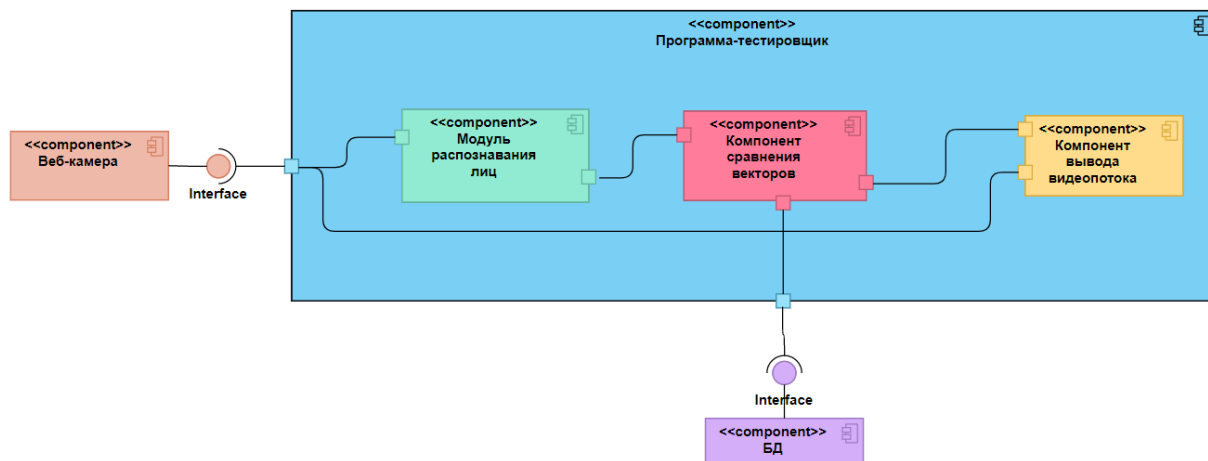 <<component>>
Программа-тестировщик
<<component>>
Веб-камера
Interface
<<component>>
Модуль
распознавания
лиц
<<component>>
Компонент
сравнения
векторов
<<component>>
Компонент
вывода
видеопотока
Interface
<<component>>
БД